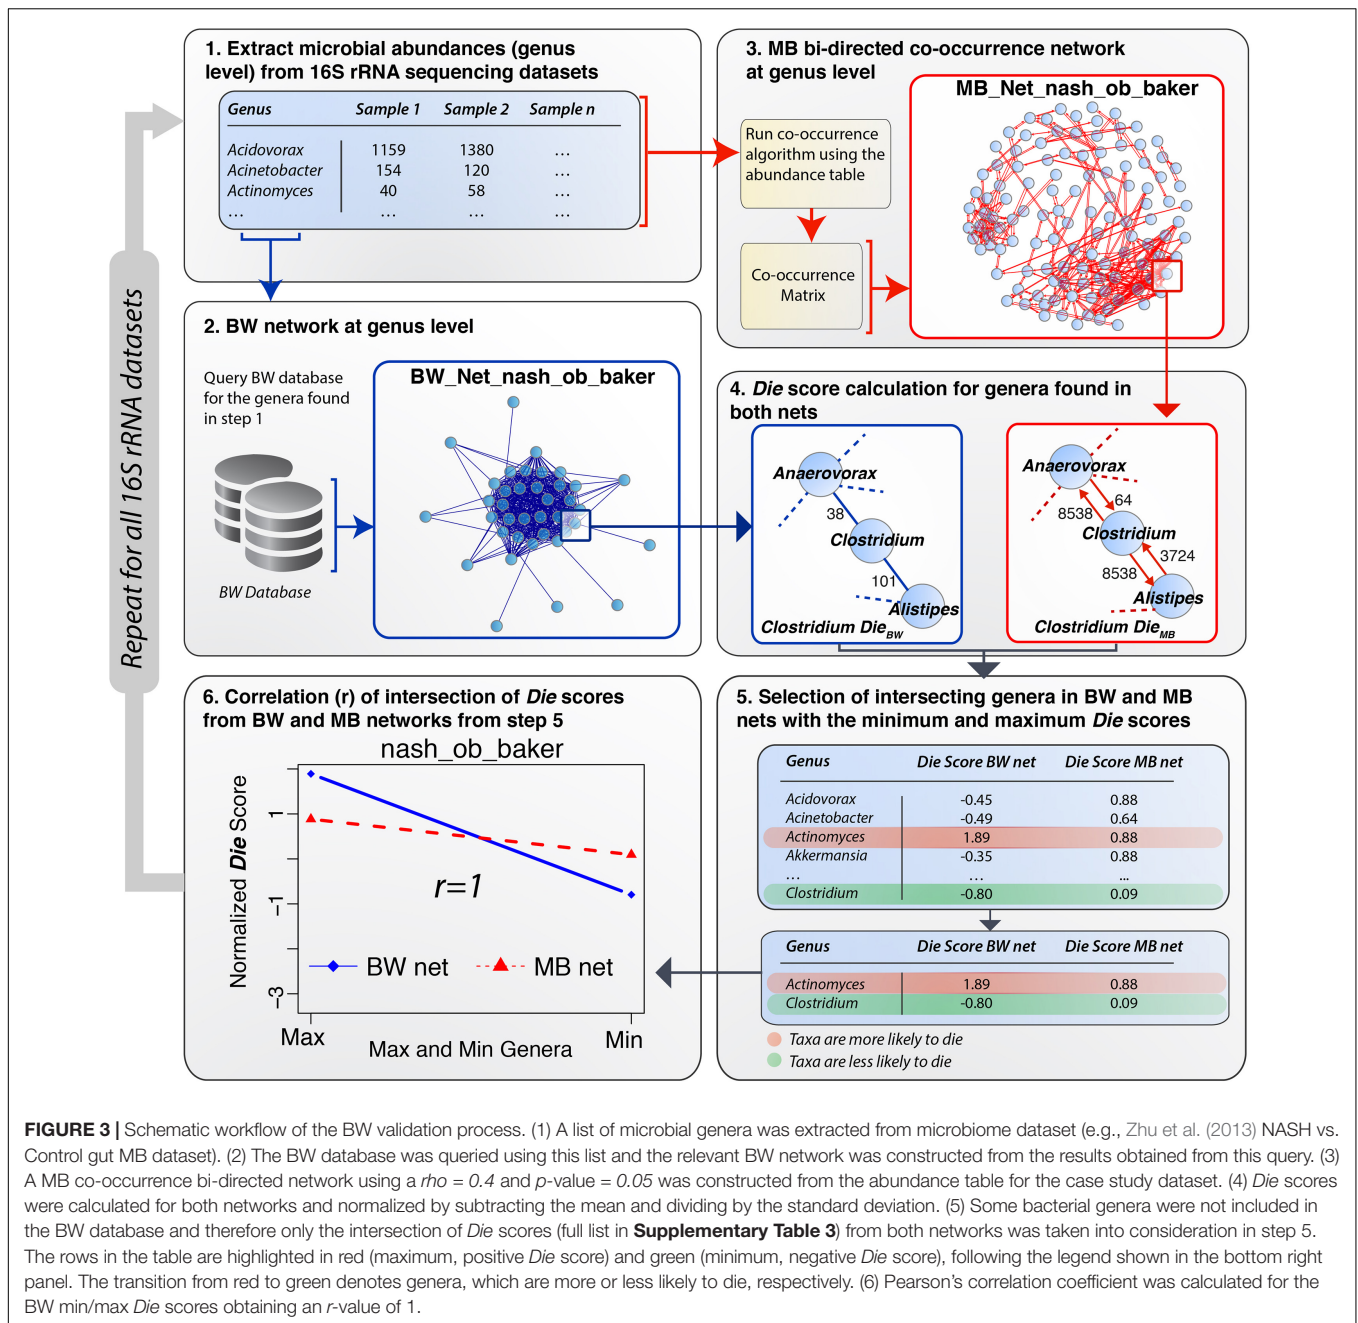 Repeat for all 16S rRNA datasets
1. Extract microbial abundances (genus
level) from 16S rRNA sequencing datasets
Genus Sample 1 Sample 2 Sample n
Acidovorax 1159 1380 ...
Acinetobacter 154 120 ...
Actinomyces 40 58 ...
... ... ... ...
2. BW network at genus level
Query BW database
for the genera found
in step 1
BW Database
BW_Net_nash_ob_baker
3. MB bi-directed co-occurrence network
at genus level
Run co-occurrence
algorithm using the
abundance table
Co-occurrence
Matrix
MB_Net_nash_ob_baker
4. Die score calculation for genera found in
both nets
Anaerovorax
38
Clostridium
101
Alistipes
Clostridium DieBW
Anaerovorax
64
8538
Clostridium
3724
8538
Alistipes
Clostridium DieMB
5. Selection of intersecting genera in BW and MB
nets with the minimum and maximum Die scores
Genus Die Score BW net Die Score MB net
Acidovorax -0.45 0.88
Acinetobacter -0.49 0.64
Actinomyces 1.89 0.88
Akkermansia -0.35 0.88
... ... ...
Clostridium -0.80 0.09
Genus Die Score BW net Die Score MB net
Actinomyces 1.89 0.88
Clostridium -0.80 0.09
Taxa are more likely to die
Taxa are less likely to die
6. Correlation (r) of intersection of Die scores
from BW and MB networks from step 5
nash_ob_baker
Normalized Die Score
1
-1
-3
r=1
BW net MB net
Max Min
Max and Min Genera
FIGURE 3 | Schematic workflow of the BW validation process. (1) A list of microbial genera was extracted from microbiome dataset (e.g., Zhu et al. (2013) NASH vs.
Control gut MB dataset). (2) The BW database was queried using this list and the relevant BW network was constructed from the results obtained from this query. (3)
A MB co-occurrence bi-directed network using a rho = 0.4 and p-value = 0.05 was constructed from the abundance table for the case study dataset. (4) Die scores
were calculated for both networks and normalized by subtracting the mean and dividing by the standard deviation. (5) Some bacterial genera were not included in
the BW database and therefore only the intersection of Die scores (full list in Supplementary Table 3) from both networks was taken into consideration in step 5.
The rows in the table are highlighted in red (maximum, positive Die score) and green (minimum, negative Die score), following the legend shown in the bottom right
panel. The transition from red to green denotes genera, which are more or less likely to die, respectively. (6) Pearson's correlation coefficient was calculated for the
BW min/max Die scores obtaining an r-value of 1.